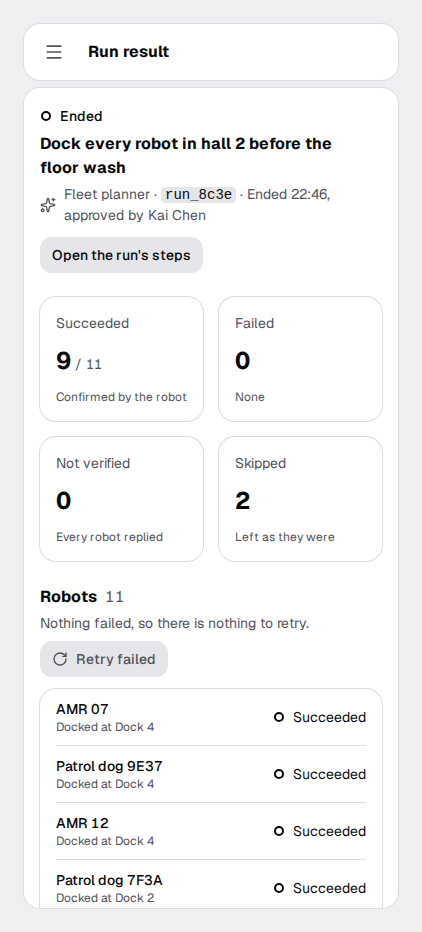 Run result
Ended
Dock every robot in hall 2 before the
floor wash
Fleet planner · run_8c3e · Ended 22:46,
approved by Kai Chen
Open the run's steps
Succeeded
9 / 11
Confirmed by the robot
Failed
0
None
Not verified
0
Every robot replied
Skipped
2
Left as they were
Robots 11
Nothing failed, so there is nothing to retry.
Retry failed
AMR 07
Docked at Dock 4
Succeeded
Patrol dog 9E37
Docked at Dock 4
Succeeded
AMR 12
Docked at Dock 4
Succeeded
Patrol dog 7F3A
Docked at Dock 2
Succeeded